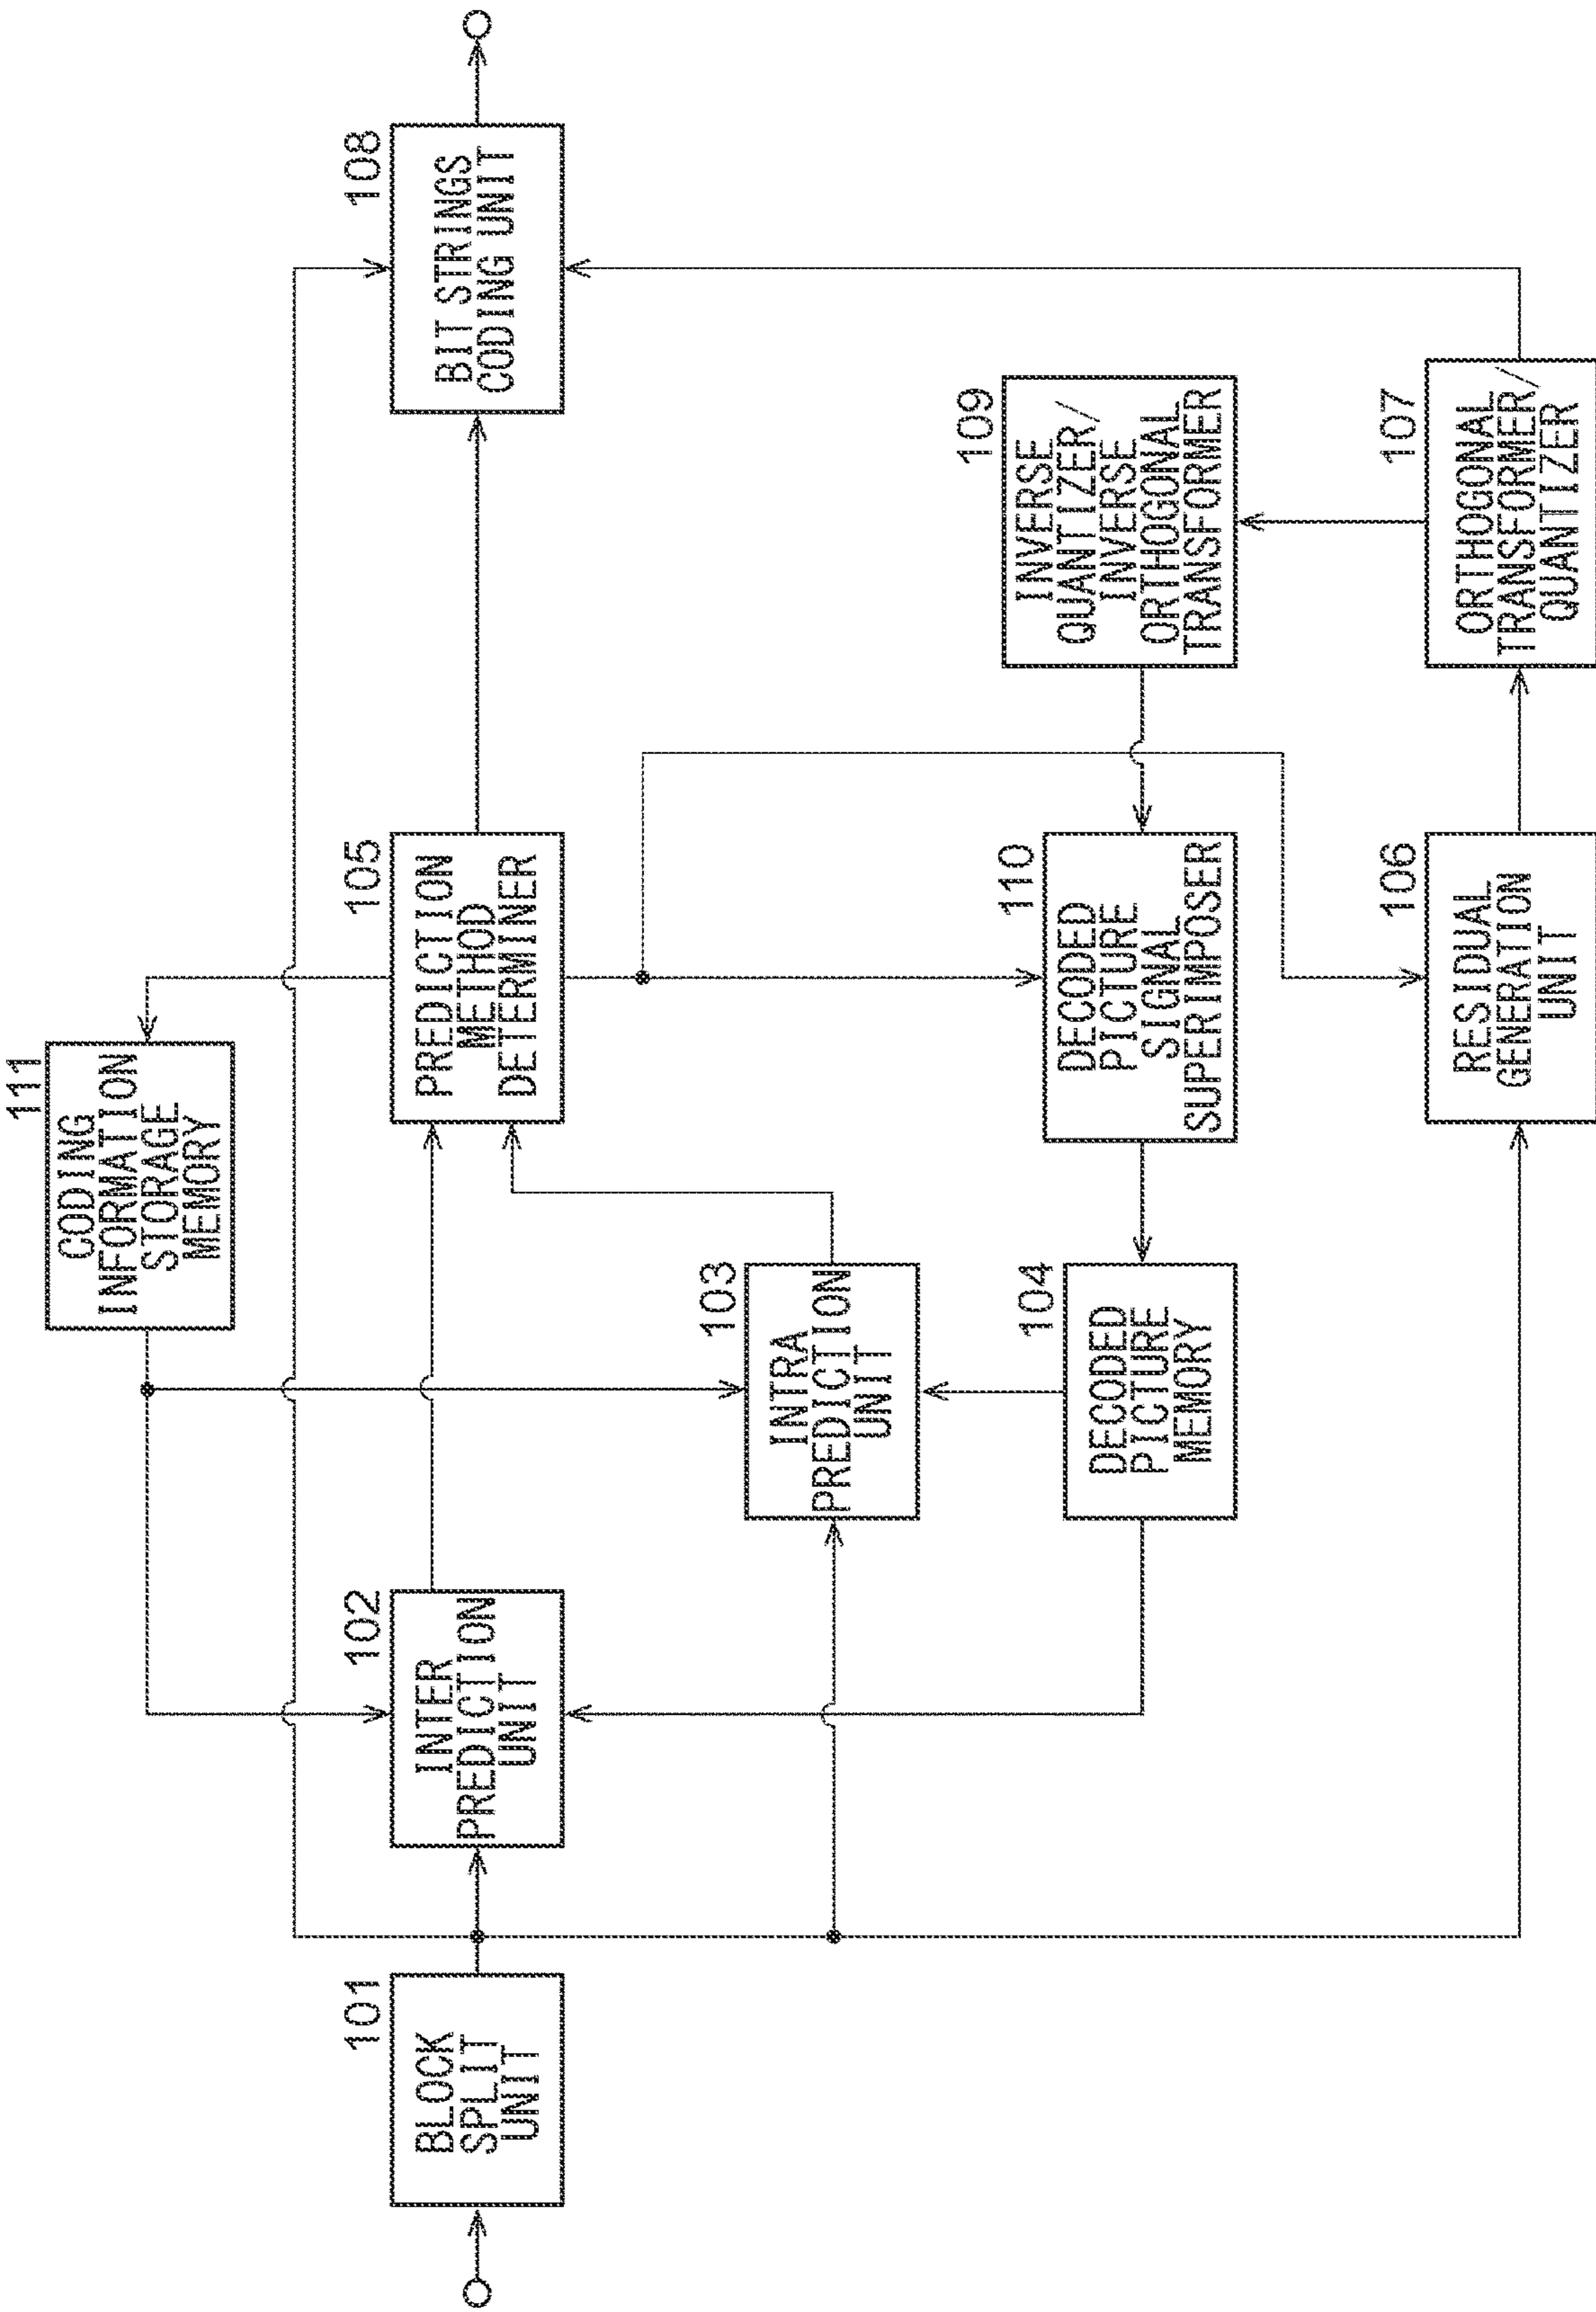 111
CODING
INFORMATION
STORAGE
MEMORY
101
BLOCK
SPLIT
UNIT
102
INTER
PREDICTION
UNIT
105
PREDICTION
METHOD
DETERMINER
108
BIT STRINGS
CODING UNIT
103
INTRA
PREDICTION
UNIT
104
DECODED
PICTURE
MEMORY
110
DECODED
PICTURE
SIGNAL
SUPERIMPOSER
109
INVERSE
QUANTIZER/
INVERSE
ORTHOGONAL
TRANSFORMER
106
RESIDUAL
GENERATION
UNIT
107
ORTHOGONAL
TRANSFORMER/
QUANTIZER